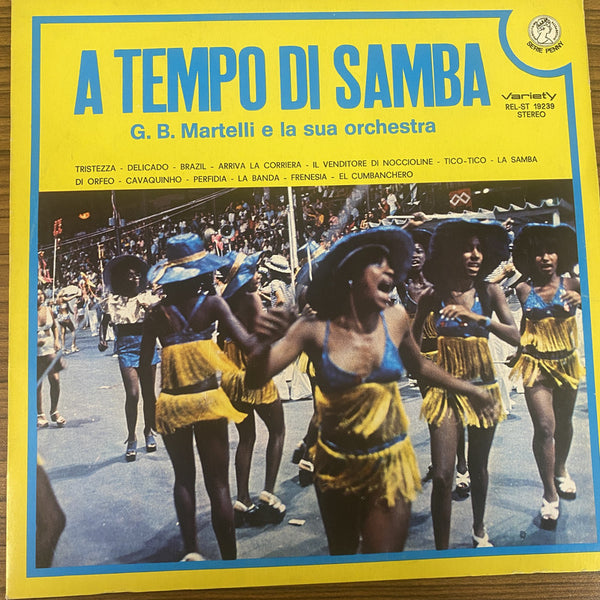 SERIE PENNY
A TEMPO DI SAMBA
Variety
REL-ST 19239
STEREO
G. B. Martelli e la sua orchestra
TRISTEZZA - DELICADO - BRAZIL - ARRIVA LA CORRIERA - IL VENDITORE DI NOCCIOLINE - TICO-TICO - LA SAMBA
DI ORFEO - CAVAQUINHO - PERFIDIA - LA BANDA - FRENESIA - EL CUMBANCHERO